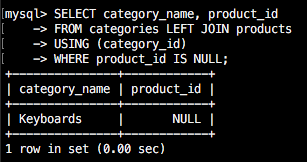 mysql> SELECT category_name, product_id
    -> FROM categories LEFT JOIN products
    -> USING (category_id)
    -> WHERE product_id IS NULL;
+---------------+------------+
| category_name | product_id |
+---------------+------------+
| Keyboards     |       NULL |
+---------------+------------+
1 row in set (0.00 sec)